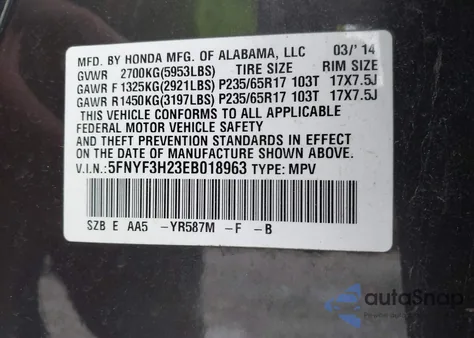 MFD. BY HONDA MFG. OF ALABAMA, LLC 03/'14
GVWR 2700KG(5953LBS) TIRE SIZE RIM SIZE
GAWR F 1325KG(2921LBS) P235/65R17 103T 17X7.5J
GAWR R1450KG(3197LBS) P235/65R17 103T 17X7.5J
THIS VEHICLE CONFORMS TO ALL APPLICABLE
FEDERAL MOTOR VEHICLE SAFETY
AND THEFT PREVENTION STANDARDS IN EFFECT
ON THE DATE OF MANUFACTURE SHOWN ABOVE.
V.I.N.: 5FNYF3H23EB018963 TYPE: MPV
SZB E AA5 -YR587M -F -B
autoSnap